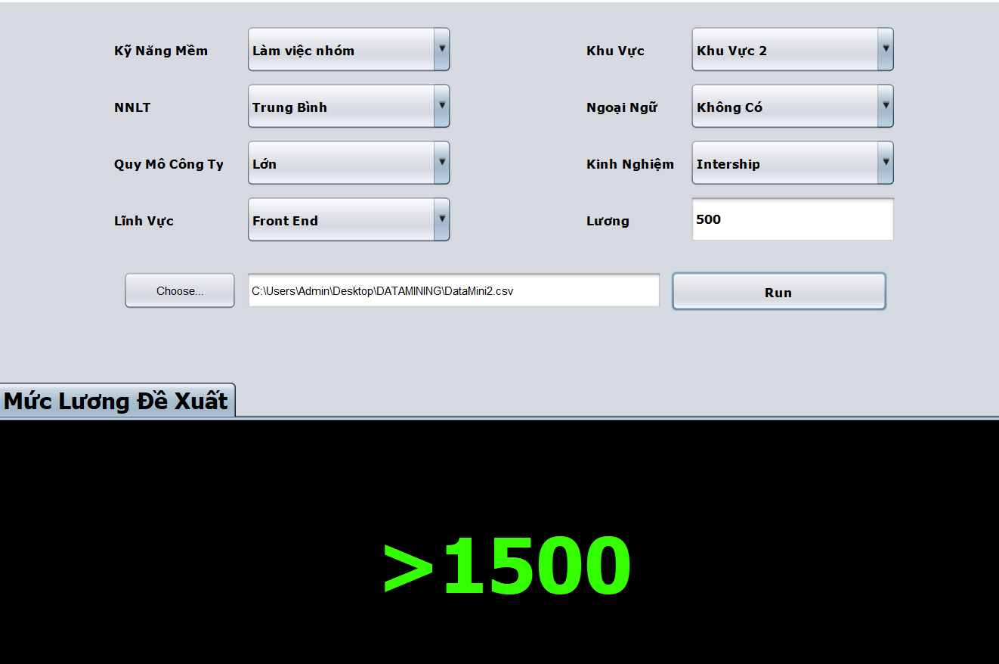 Kỹ Năng Mềm Làm việc nhóm Khu Vực Khu Vực 2
NNLT Trung Bình Ngoại Ngữ Không Có
Quy Mô Công Ty Lớn Kinh Nghiệm Intership
Lĩnh Vực Front End Lương 500
Choose... C:\Users\Admin\Desktop\DATAMINING\DataMini2.csv Run
Mức Lương Đề Xuất
>1500